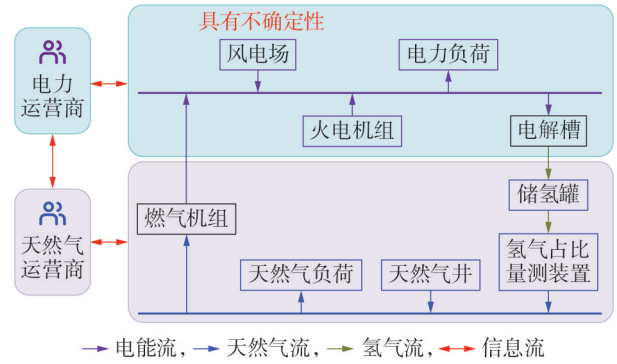 具有不确定性
风电场
电力负荷
电力
运营商
火电机组
电解槽
储氢罐
燃气机组
天然气
运营商
天然气负荷
天然气井
氢气占比
量测装置
电能流, 天然气流, 氢气流, 信息流